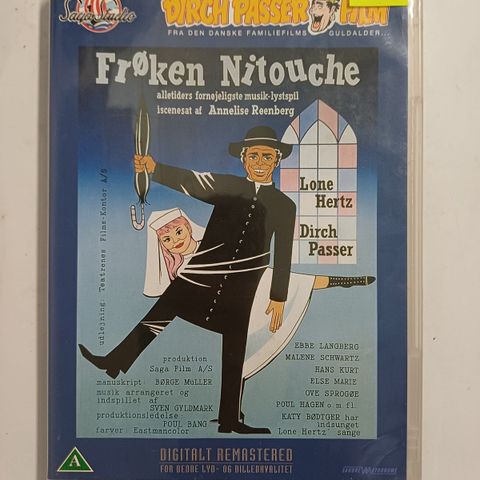 Saga Studio
DIRCH PASSER FILM
FRA DEN DANSKE FAMILIEFILMS GULDALDER...
Frøken Nitouche
alletiders fornøjeligste musik-lystspil
iscenesat af Annelise Reenberg
Lone
Hertz
Dirch
Passer
udlejning: Teatrenes Films-Kontor A/S
produktion
Saga Film A/S
manuskript: BØRGE MüLLER
musik arrangeret og
indspillet af
SVEN GYLDMARK
produktionsledelse
POUL BANG
farver: Eastmancolor
EBBE LANGBERG
MALENE SCHWARTZ
HANS KURT
ELSE MARIE
OVE SPROGØE
POUL HAGEN o.m.fl.
KATY BØDTGER har
indsunget
Lone Hertz' sange
A
DIGITALT REMASTERED
FOR BEDRE LYD- OG BILLEDKVALITET